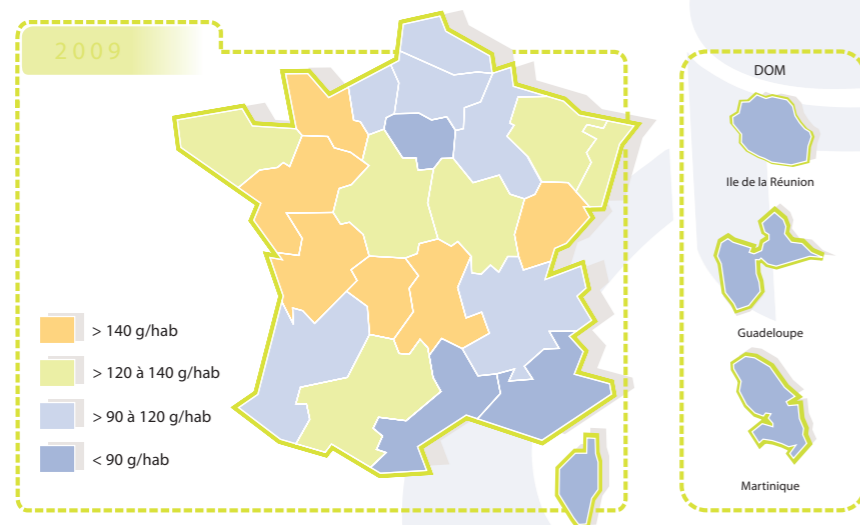 2009
DOM
Ile de la Réunion
Guadeloupe
Martinique
> 140 g/hab
> 120 à 140 g/hab
> 90 à 120 g/hab
< 90 g/hab